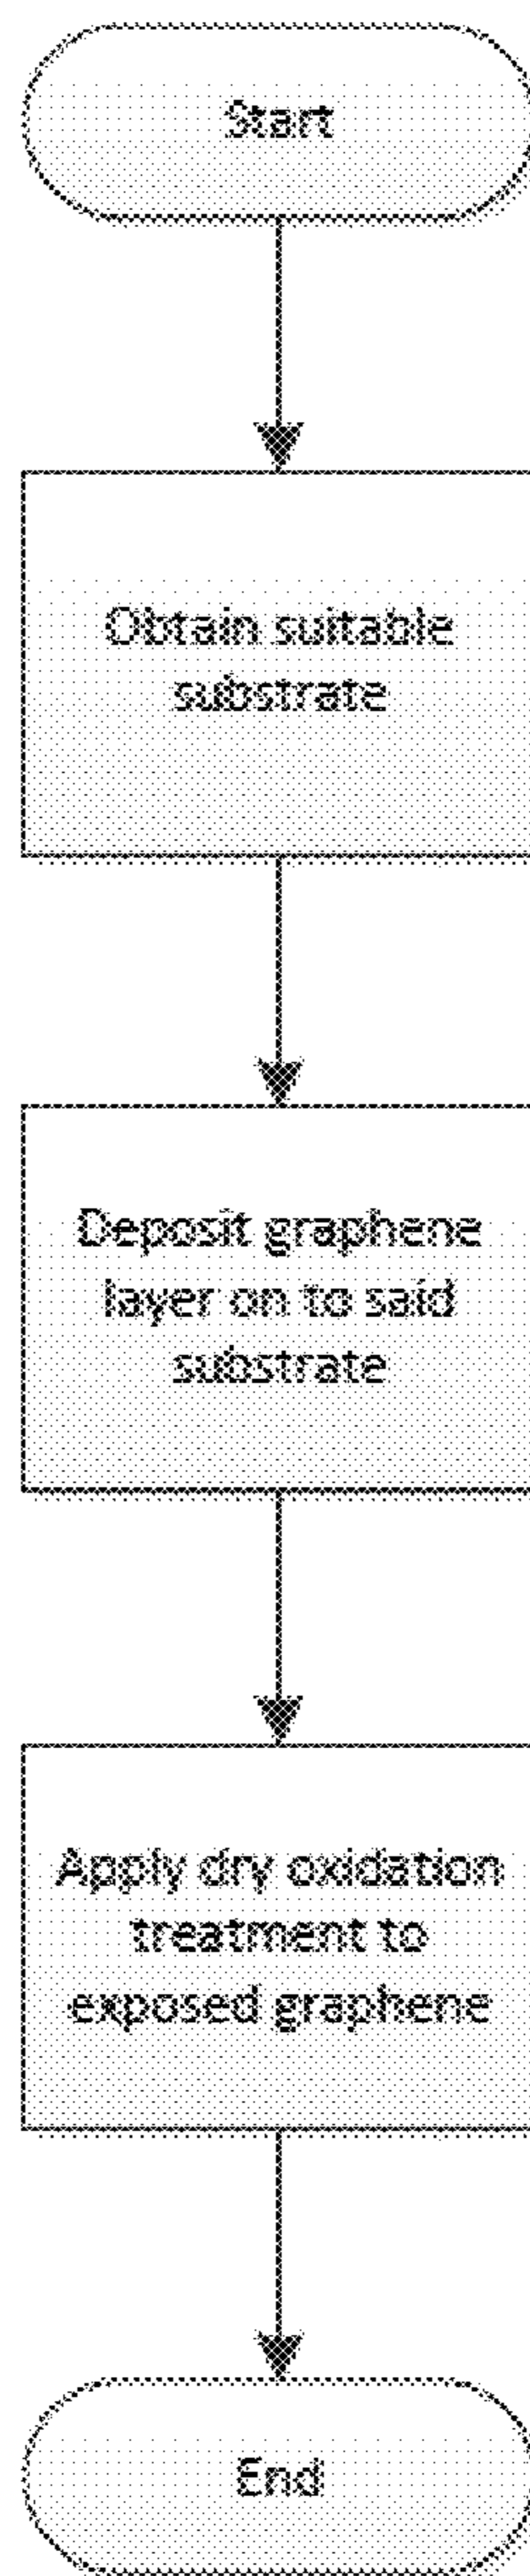 Start
Obtain suitable
substrate
Deposit graphene
layer on to said
substrate
Apply dry oxidation
treatment to
exposed graphene
End